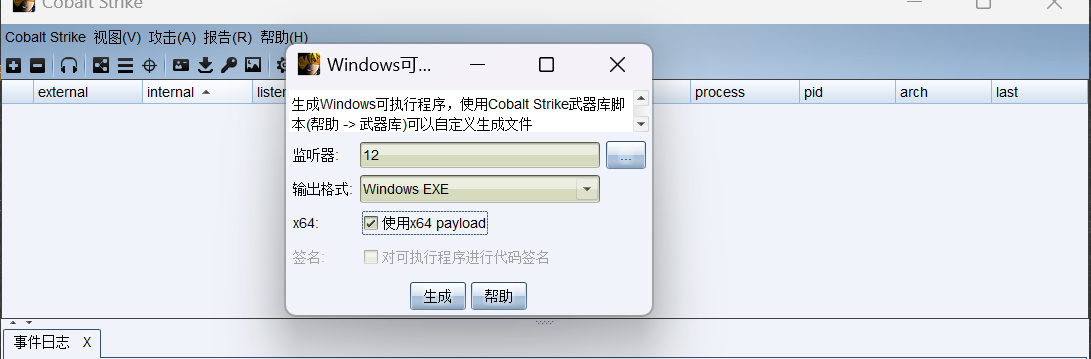 Cobalt Strike
Cobalt Strike 视图(V) 攻击(A) 报告(R) 帮助(H)
Windows可...
external internal listen process pid arch last
生成Windows可执行程序，使用Cobalt Strike武器库脚
本(帮助 -> 武器库)可以自定义生成文件
监听器: 12 ...
输出格式: Windows EXE
x64: 使用x64 payload
签名: 对可执行程序进行代码签名
生成 帮助
事件日志 X